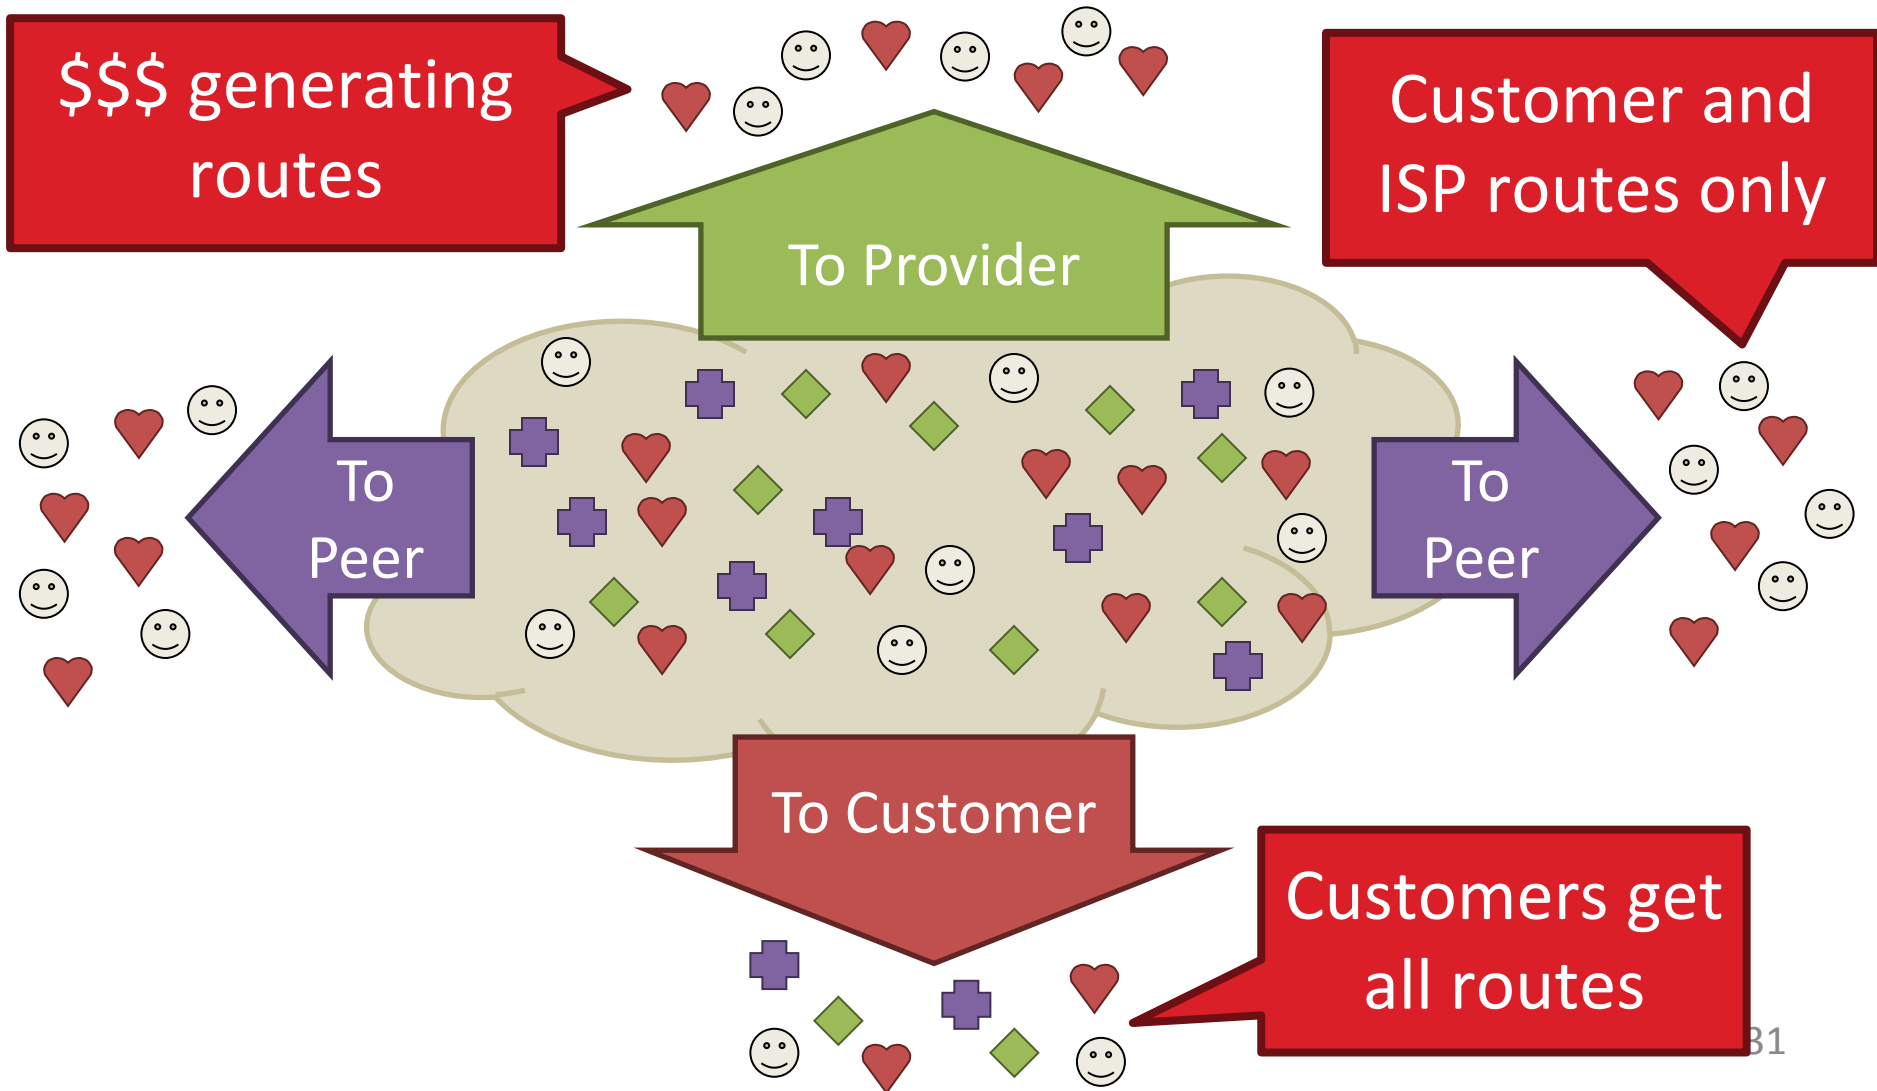 $$$ generating
routes
Customer and
ISP routes only
To Provider
To
Peer
To
Peer
To Customer
Customers get
all routes
31